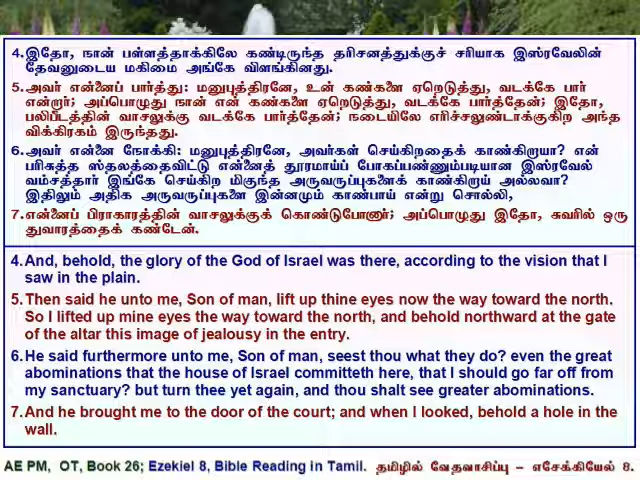 4. இதோ, நான் பள்ளத்தாக்கிலே கண்டிருந்த தரிசனத்துக்குச் சரியாக இஸ்ரவேலின்
தேவனுடைய மகிமை அங்கே விளங்கினது.
5. அவர் என்னைப் பார்த்து: மனுபுத்திரனே, உன் கண்களை ஏறெடுத்து, வடக்கே பார்
என்றார்; அப்பொழுது நான் என் கண்களை ஏறெடுத்து, வடக்கே பார்த்தேன்; இதோ,
பலிபீடத்தின் வாசலுக்கு வடக்கே பார்த்தேன்; நடையிலே எரிச்சலுண்டாக்குகிற அந்த
விக்கிரகம் இருந்தது.
6. அவர் என்னை நோக்கி: மனுபுத்திரனே, அவர்கள் செய்கிறதைக் காண்கிறாயா? என்
பரிசுத்த ஸ்தலத்தைவிட்டு என்னைத் தூரமாய்ப் போகப்பண்ணும்படியான இஸ்ரவேல்
வம்சத்தார் இங்கே செய்கிற மிகுந்த அருவருப்புகளைக் காண்கிறாய் அல்லவா?
இதிலும் அதிக அருவருப்புகளை இன்னமும் காண்பாய் என்று சொல்லி,
7. என்னைப் பிராகாரத்தின் வாசலுக்குக் கொண்டுபோனார்; அப்பொழுது இதோ, சுவரில் ஒரு
துவாரத்தைக் கண்டேன்.
4. And, behold, the glory of the God of Israel was there, according to the vision that I
saw in the plain.
5. Then said he unto me, Son of man, lift up thine eyes now the way toward the north.
So I lifted up mine eyes the way toward the north, and behold northward at the gate
of the altar this image of jealousy in the entry.
6. He said furthermore unto me, Son of man, seest thou what they do? even the great
abominations that the house of Israel committeth here, that I should go far off from
my sanctuary? but turn thee yet again, and thou shalt see greater abominations.
7. And he brought me to the door of the court; and when I looked, behold a hole in the
wall.
AE PM, OT, Book 26; Ezekiel 8, Bible Reading in Tamil. தமிழில் வேதவாசிப்பு – எசேக்கியேல் 8.